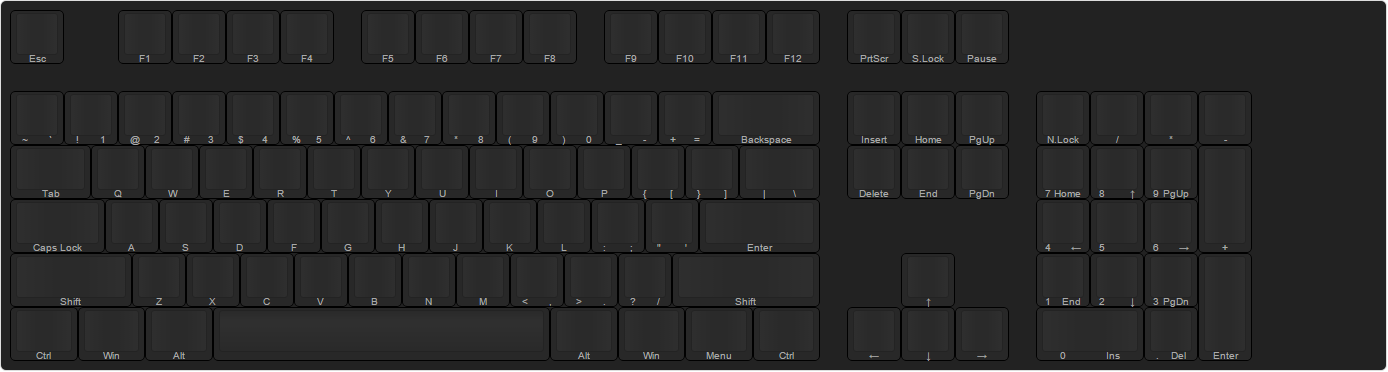 Esc F1 F2 F3 F4 F5 F6 F7 F8 F9 F10 F11 F12 PrtScr S.Lock Pause
~ ' ! 1 @ 2 # 3 $ 4 % 5 ^ 6 & 7 * 8 ( 9 ) 0 _ - + = Backspace Insert Home PgUp N.Lock / * -
Tab Q W E R T Y U I O P { [ } ] | \ Delete End PgDn 7 Home 8 ↑ 9 PgUp
Caps Lock A S D F G H J K L : ; " ' Enter 4 ← 5 6 → +
Shift Z X C V B N M < , > . ? / Shift ↑ 1 End 2 ↓ 3 PgDn
Ctrl Win Alt Alt Win Menu Ctrl ← ↓ → 0 Ins . Del Enter